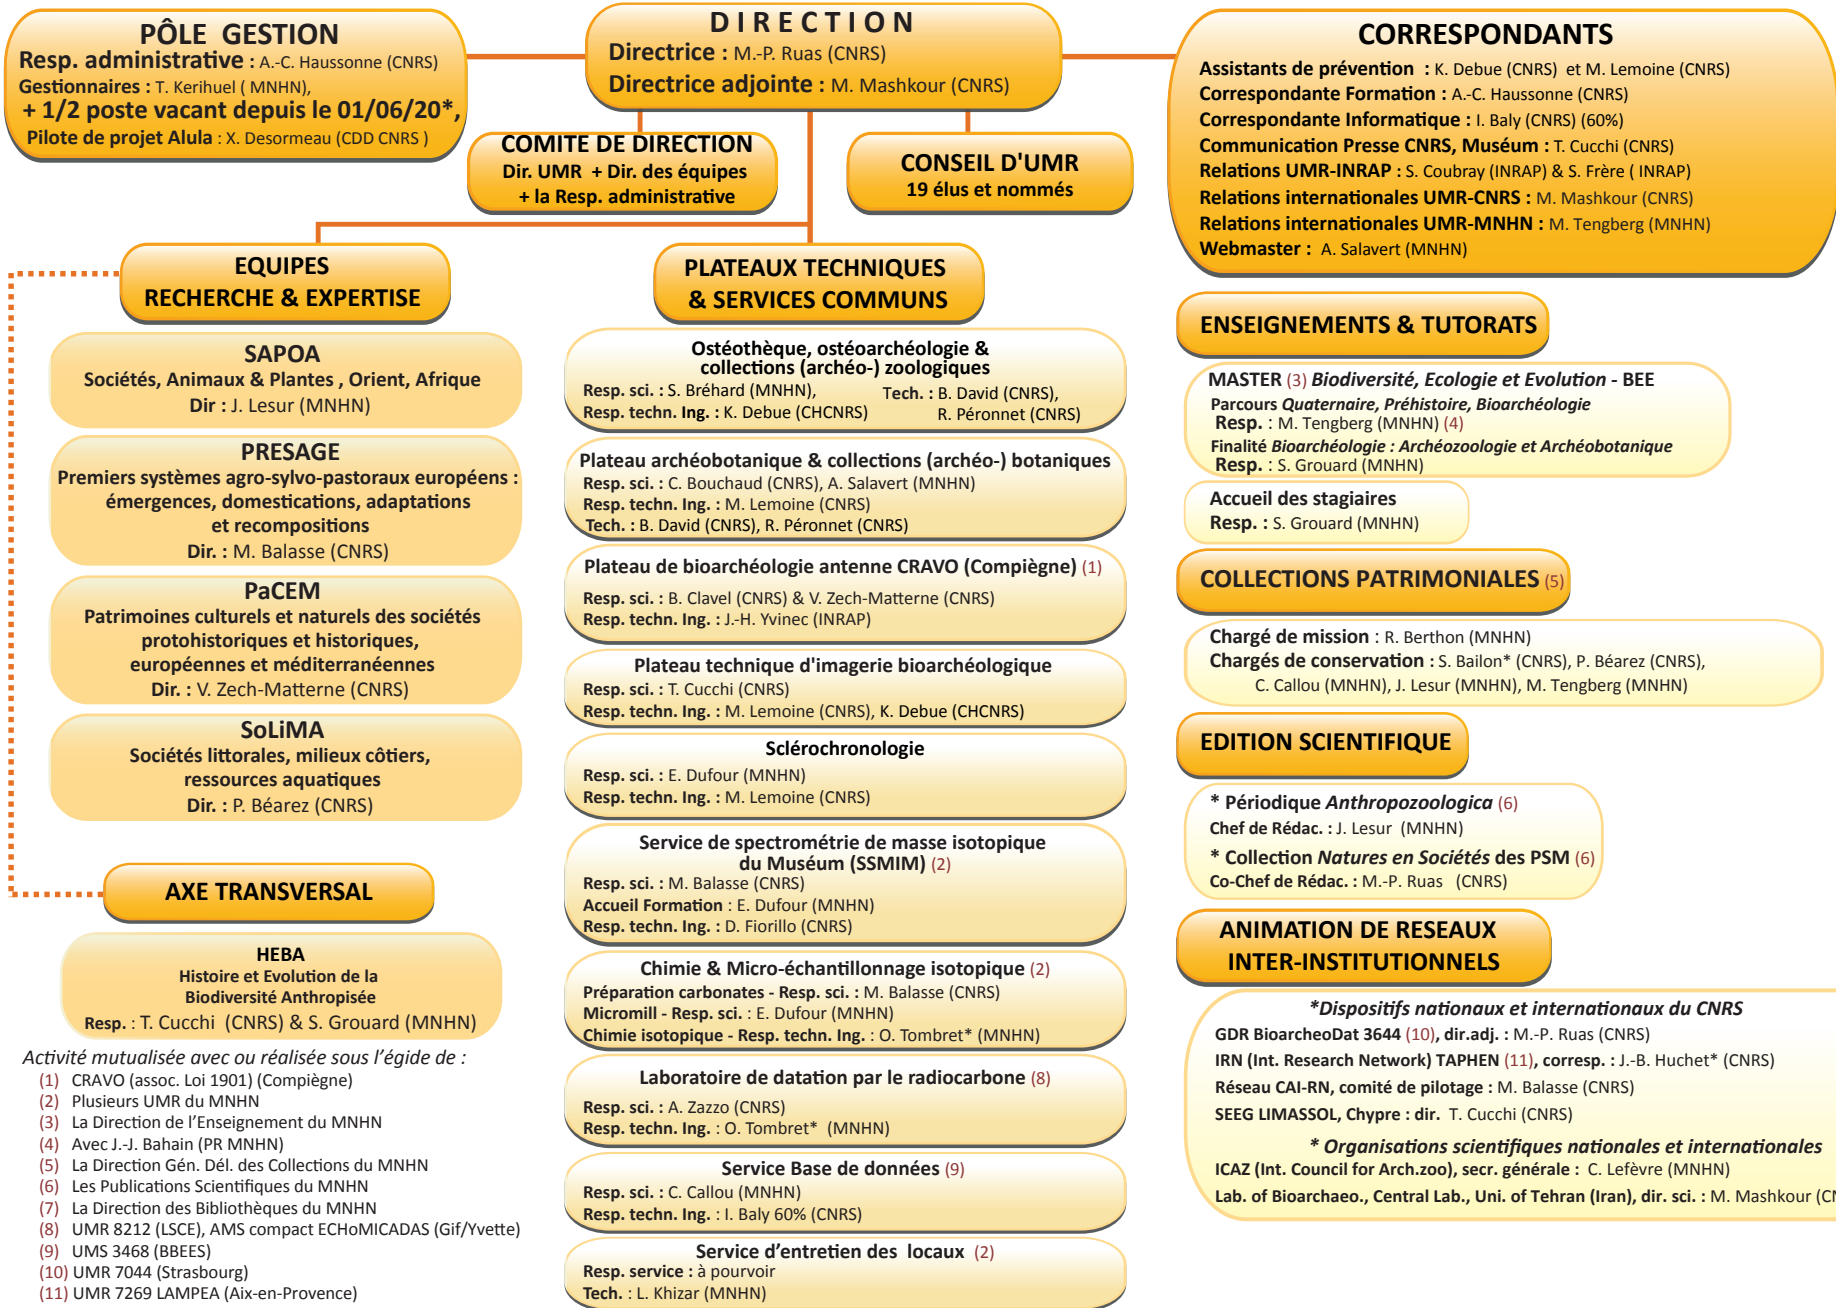 PÔLE GESTION
Resp. administrative : A.-C. Haussonne (CNRS)
Gestionnaires : T. Kerihuel ( MNHN),
+ 1/2 poste vacant depuis le 01/06/20*,
Pilote de projet Alula : X. Desormeau (CDD CNRS )
DIRECTION
Directrice : M.-P. Ruas (CNRS)
Directrice adjointe : M. Mashkour (CNRS)
COMITE DE DIRECTION
Dir. UMR + Dir. des équipes
+ la Resp. administrative
CONSEIL D'UMR
19 élus et nommés
CORRESPONDANTS
Assistants de prévention : K. Debue (CNRS) et M. Lemoine (CNRS)
Correspondante Formation : A.-C. Haussonne (CNRS)
Correspondante Informatique : I. Baly (CNRS) (60%)
Communication Presse CNRS, Muséum : T. Cucchi (CNRS)
Relations UMR-INRAP : S. Coubray (INRAP) & S. Frère ( INRAP)
Relations internationales UMR-CNRS : M. Mashkour (CNRS)
Relations internationales UMR-MNHN : M. Tengberg (MNHN)
Webmaster : A. Salavert (MNHN)
EQUIPES
RECHERCHE & EXPERTISE
SAPOA
Sociétés, Animaux & Plantes , Orient, Afrique
Dir : J. Lesur (MNHN)
PRESAGE
Premiers systèmes agro-sylvo-pastoraux européens :
émergences, domestications, adaptations
et recompositions
Dir. : M. Balasse (CNRS)
PaCEM
Patrimoines culturels et naturels des sociétés
protohistoriques et historiques,
européennes et méditerranéennes
Dir. : V. Zech-Matterne (CNRS)
SoLiMA
Sociétés littorales, milieux côtiers,
ressources aquatiques
Dir. : P. Béarez (CNRS)
AXE TRANSVERSAL
HEBA
Histoire et Evolution de la
Biodiversité Anthropisée
Resp. : T. Cucchi (CNRS) & S. Grouard (MNHN)
Activité mutualisée avec ou réalisée sous l'égide de :
(1) CRAVO (assoc. Loi 1901) (Compiègne)
(2) Plusieurs UMR du MNHN
(3) La Direction de l'Enseignement du MNHN
(4) Avec J.-J. Bahain (PR MNHN)
(5) La Direction Gén. Dél. des Collections du MNHN
(6) Les Publications Scientifiques du MNHN
(7) La Direction des Bibliothèques du MNHN
(8) UMR 8212 (LSCE), AMS compact ECHoMICADAS (Gif/Yvette)
(9) UMS 3468 (BBEES)
(10) UMR 7044 (Strasbourg)
(11) UMR 7269 LAMPEA (Aix-en-Provence)
PLATEAUX TECHNIQUES
& SERVICES COMMUNS
Ostéothèque, ostéoarchéologie &
collections (archéo-) zoologiques
Resp. sci. : S. Bréhard (MNHN), Tech. : B. David (CNRS),
Resp. techn. Ing. : K. Debue (CHCNRS) R. Péronnet (CNRS)
Plateau archéobotanique & collections (archéo-) botaniques
Resp. sci. : C. Bouchaud (CNRS), A. Salavert (MNHN)
Resp. techn. Ing. : M. Lemoine (CNRS)
Tech. : B. David (CNRS), R. Péronnet (CNRS)
Plateau de bioarchéologie antenne CRAVO (Compiègne) (1)
Resp. sci. : B. Clavel (CNRS) & V. Zech-Matterne (CNRS)
Resp. techn. Ing. : J.-H. Yvinec (INRAP)
Plateau technique d'imagerie bioarchéologique
Resp. sci. : T. Cucchi (CNRS)
Resp. techn. Ing. : M. Lemoine (CNRS), K. Debue (CHCNRS)
Sclérochronologie
Resp. sci. : E. Dufour (MNHN)
Resp. techn. Ing. : M. Lemoine (CNRS)
Service de spectrométrie de masse isotopique
du Muséum (SSMIM) (2)
Resp. sci. : M. Balasse (CNRS)
Accueil Formation : E. Dufour (MNHN)
Resp. techn. Ing. : D. Fiorillo (CNRS)
Chimie & Micro-échantillonnage isotopique (2)
Préparation carbonates - Resp. sci. : M. Balasse (CNRS)
Micromill - Resp. sci. : E. Dufour (MNHN)
Chimie isotopique - Resp. techn. Ing. : O. Tombret* (MNHN)
Laboratoire de datation par le radiocarbone (8)
Resp. sci. : A. Zazzo (CNRS)
Resp. techn. Ing. : O. Tombret* (MNHN)
Service Base de données (9)
Resp. sci. : C. Callou (MNHN)
Resp. techn. Ing. : I. Baly 60% (CNRS)
Service d'entretien des locaux (2)
Resp. service : à pourvoir
Tech. : L. Khizar (MNHN)
ENSEIGNEMENTS & TUTORATS
MASTER (3) Biodiversité, Ecologie et Evolution - BEE
Parcours Quaternaire, Préhistoire, Bioarchéologie
Resp. : M. Tengberg (MNHN) (4)
Finalité Bioarchéologie : Archéozoologie et Archéobotanique
Resp. : S. Grouard (MNHN)
Accueil des stagiaires
Resp. : S. Grouard (MNHN)
COLLECTIONS PATRIMONIALES (5)
Chargé de mission : R. Berthon (MNHN)
Chargés de conservation : S. Bailon* (CNRS), P. Béarez (CNRS),
C. Callou (MNHN), J. Lesur (MNHN), M. Tengberg (MNHN)
EDITION SCIENTIFIQUE
* Périodique Anthropozoologica (6)
Chef de Rédac. : J. Lesur (MNHN)
* Collection Natures en Sociétés des PSM (6)
Co-Chef de Rédac. : M.-P. Ruas (CNRS)
ANIMATION DE RESEAUX
INTER-INSTITUTIONNELS
*Dispositifs nationaux et internationaux du CNRS
GDR BioarcheoDat 3644 (10), dir.adj. : M.-P. Ruas (CNRS)
IRN (Int. Research Network) TAPHEN (11), corresp. : J.-B. Huchet* (CNRS)
Réseau CAI-RN, comité de pilotage : M. Balasse (CNRS)
SEEG LIMASSOL, Chypre : dir. T. Cucchi (CNRS)
* Organisations scientifiques nationales et internationales
ICAZ (Int. Council for Arch.zoo), secr. générale : C. Lefèvre (MNHN)
Lab. of Bioarchaeo., Central Lab., Uni. of Tehran (Iran), dir. sci. : M. Mashkour (CN